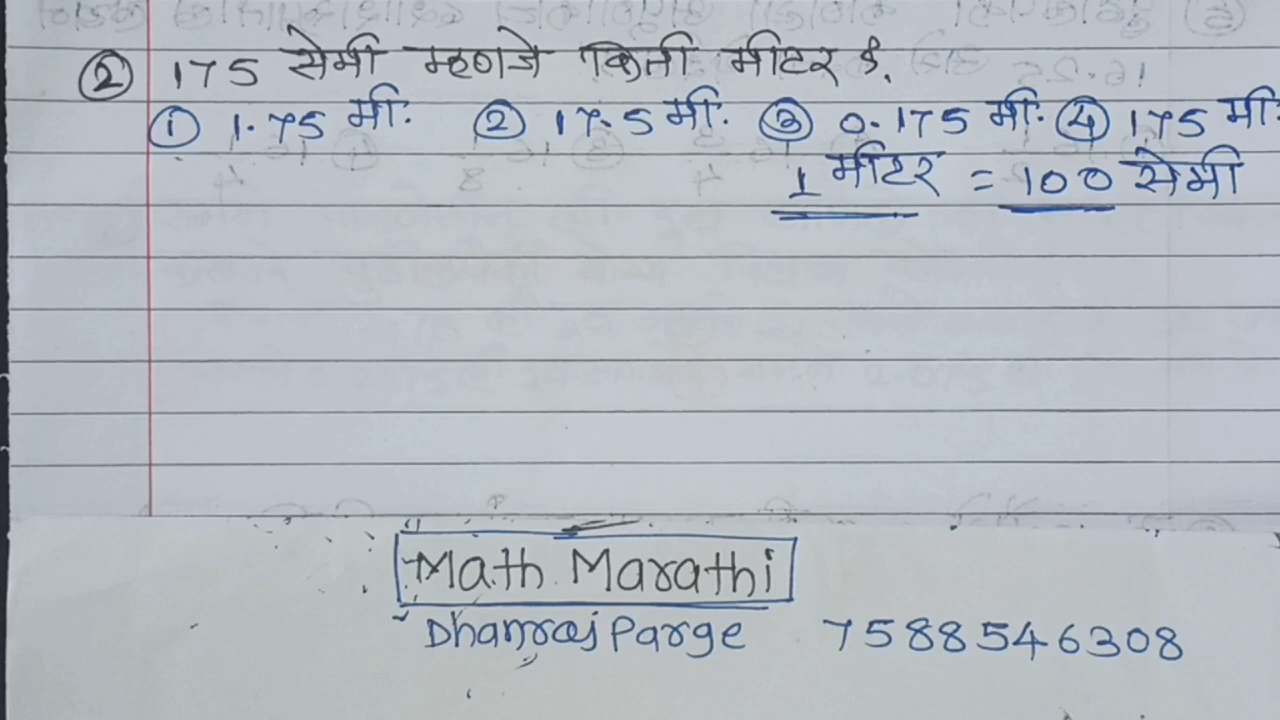 ② 175 सेमी म्हणजे किती मीटर ?.
① 1.75 मी. ② 17.5 मी. ③ 0.175 मी. ④ 175 मी.
1 मीटर = 100 सेमी
Math Marathi
Dhanraj Parge 7588546308